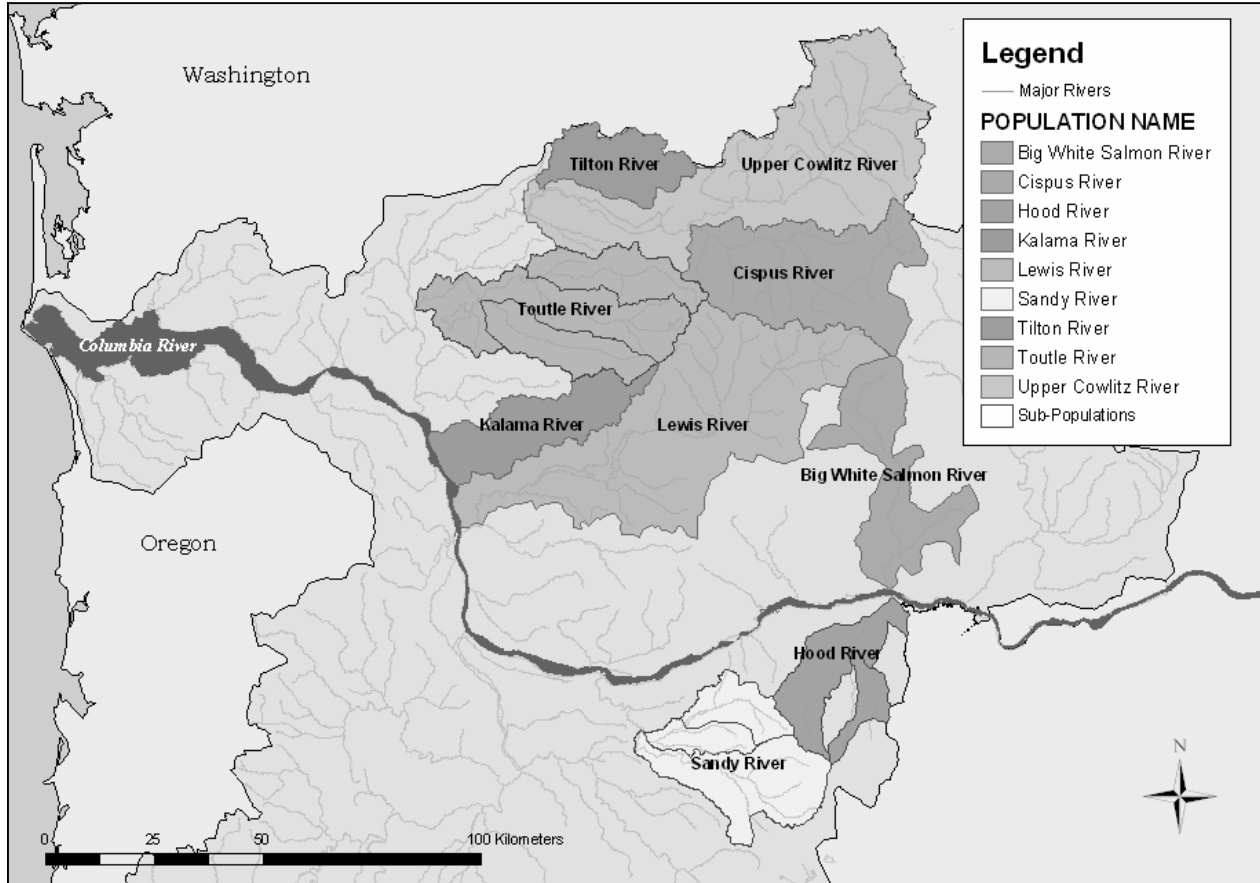 Washington
Tilton River
Upper Cowlitz River
Cispus River
Toutle River
Columbia River
Kalama River
Lewis River
Big White Salmon River
Oregon
Hood River
Sandy River
N
0 25 50 100 Kilometers
Legend
Major Rivers
POPULATION NAME
Big White Salmon River
Cispus River
Hood River
Kalama River
Lewis River
Sandy River
Tilton River
Toutle River
Upper Cowlitz River
Sub-Populations